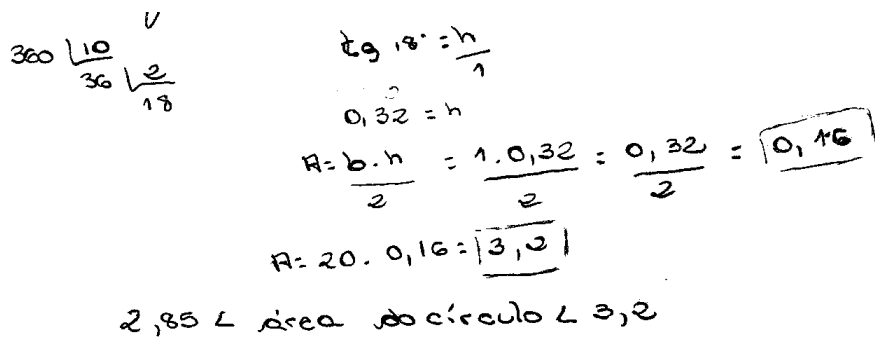 360 | 10
36 | 2
18
tg 18° = h/1
0,32 = h
A = b.h/2 = 1.0,32/2 = 0,32/2 = 0,16
A = 20. 0,16 = 3,2
2,85 < área do círculo < 3,2